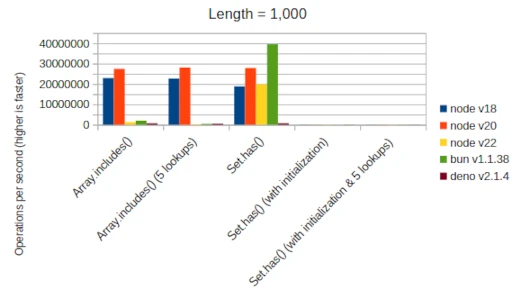 Length = 1,000
Operations per second (higher is faster)
40000000
30000000
20000000
10000000
0
Array.includes()
Array.includes() (5 lookups)
Set.has()
Set.has() (with initialization)
Set.has() (with initialization & 5 lookups)
node v18
node v20
node v22
bun v1.1.38
deno v2.1.4